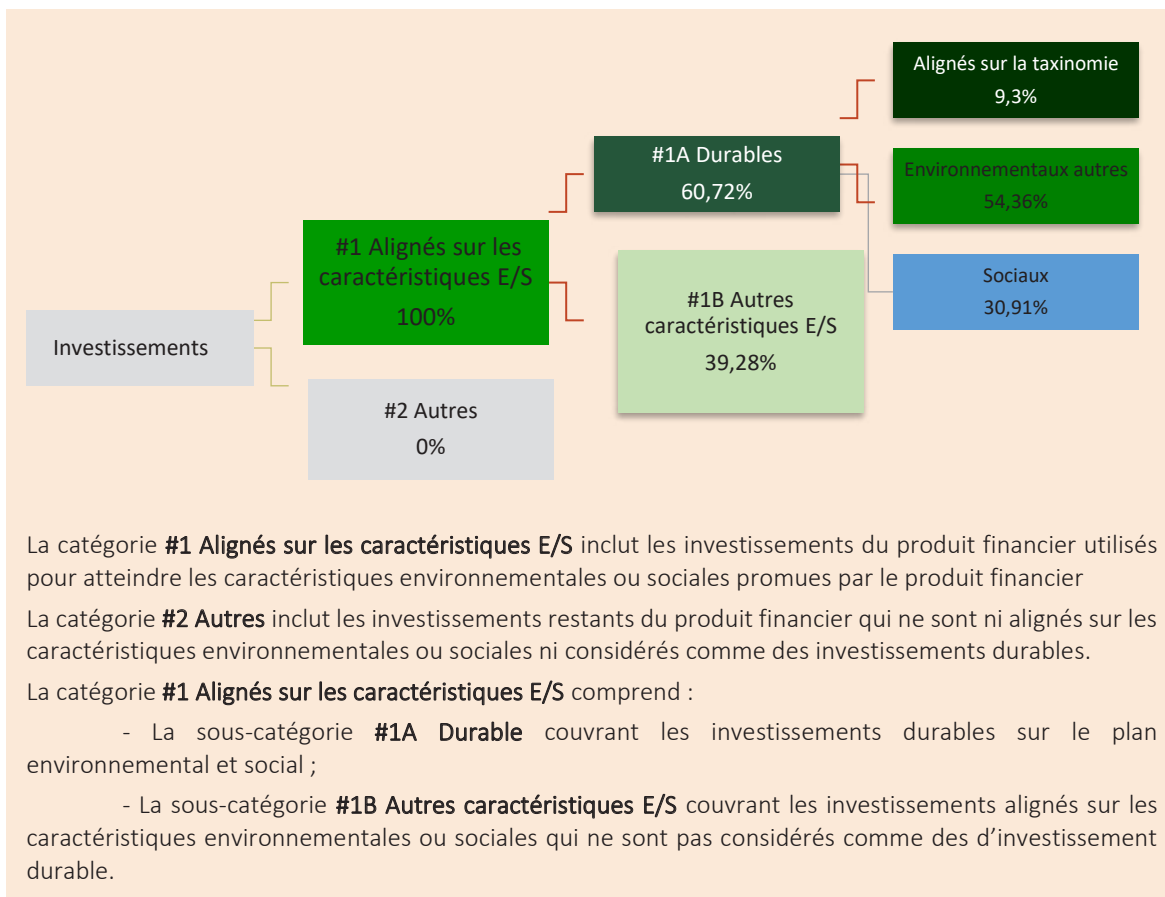 Alignés sur la taxinomie
9,3%
#1A Durables
60,72%
Environnementaux autres
54,36%
#1 Alignés sur les
caractéristiques E/S
100%
#1B Autres
caractéristiques E/S
39,28%
Sociaux
30,91%
Investissements
#2 Autres
0%
La catégorie #1 Alignés sur les caractéristiques E/S inclut les investissements du produit financier utilisés
pour atteindre les caractéristiques environnementales ou sociales promues par le produit financier
La catégorie #2 Autres inclut les investissements restants du produit financier qui ne sont ni alignés sur les
caractéristiques environnementales ou sociales ni considérés comme des investissements durables.
La catégorie #1 Alignés sur les caractéristiques E/S comprend :
- La sous-catégorie #1A Durable couvrant les investissements durables sur le plan
environnemental et social ;
- La sous-catégorie #1B Autres caractéristiques E/S couvrant les investissements alignés sur les
caractéristiques environnementales ou sociales qui ne sont pas considérés comme des d’investissement
durable.